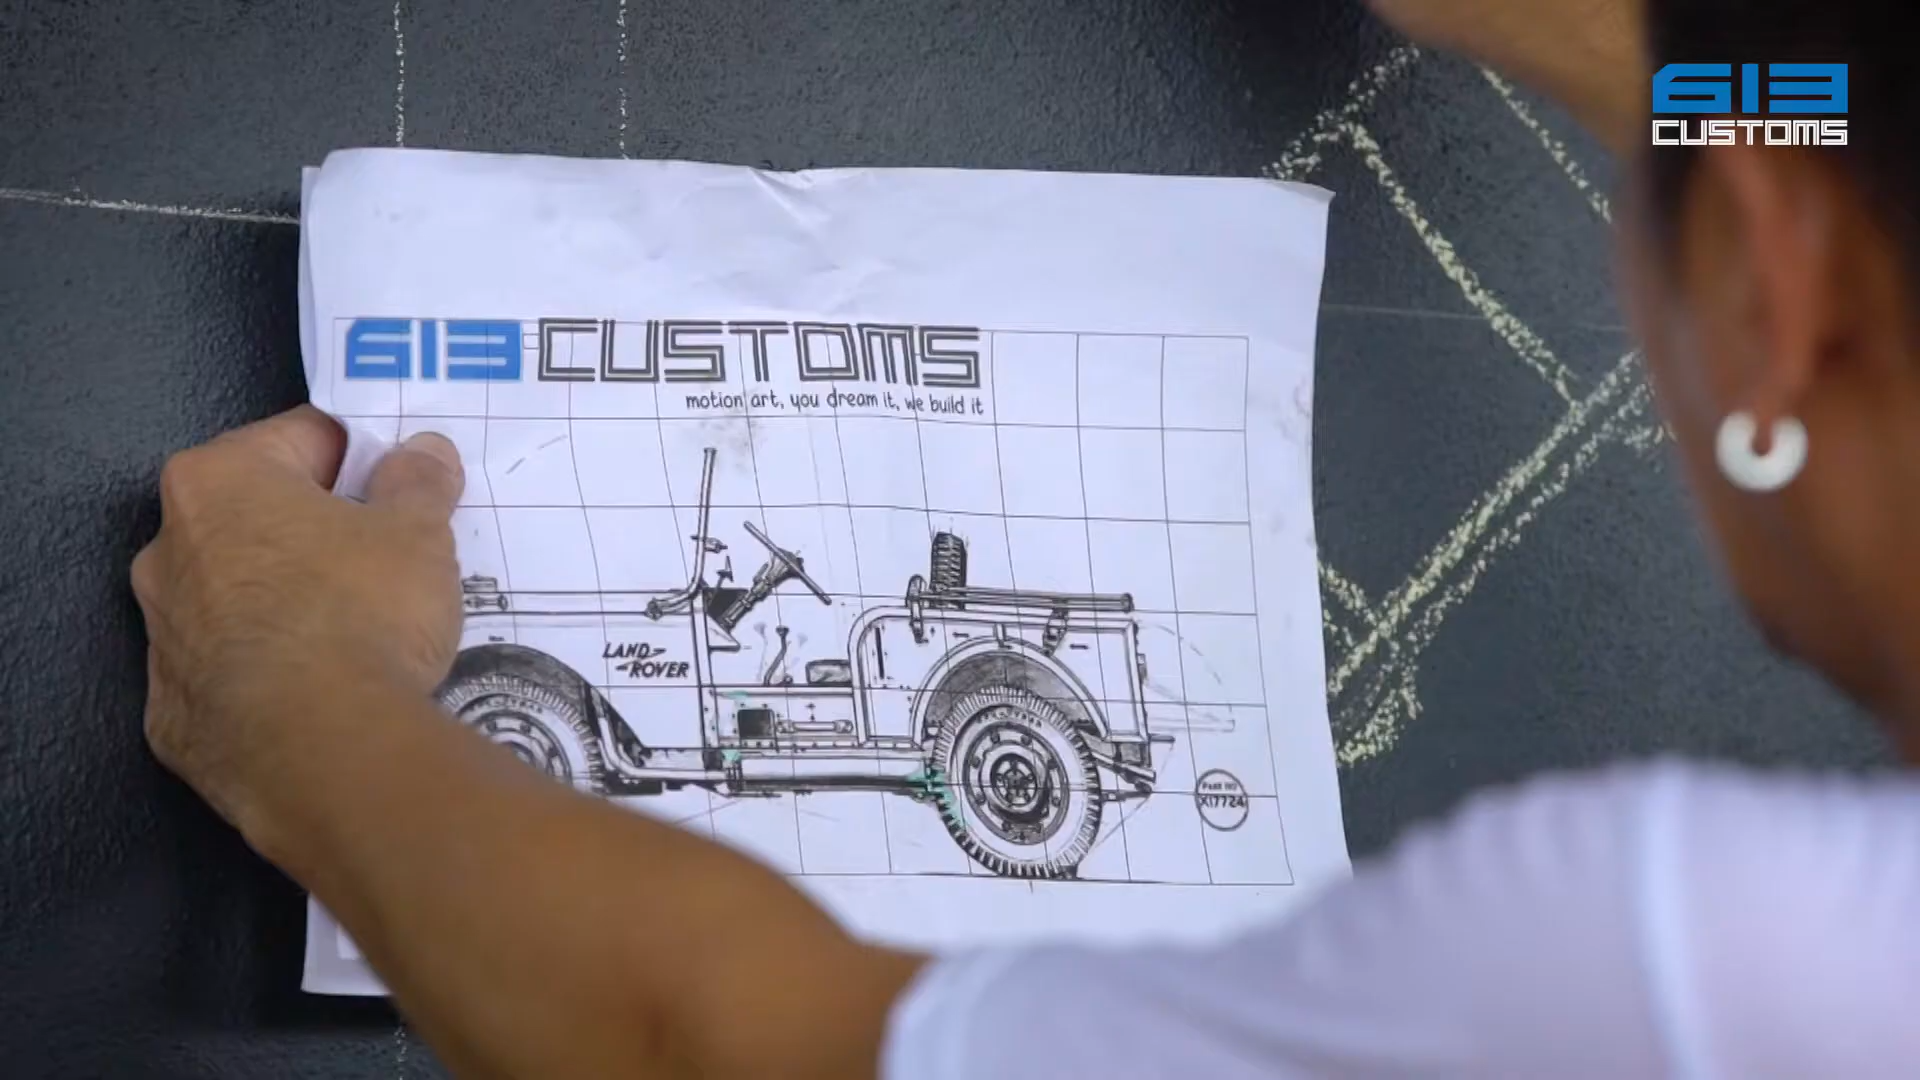 613
CUSTOMS
613 CUSTOMS
motion art, you dream it, we build it
LAND
ROVER
X17724